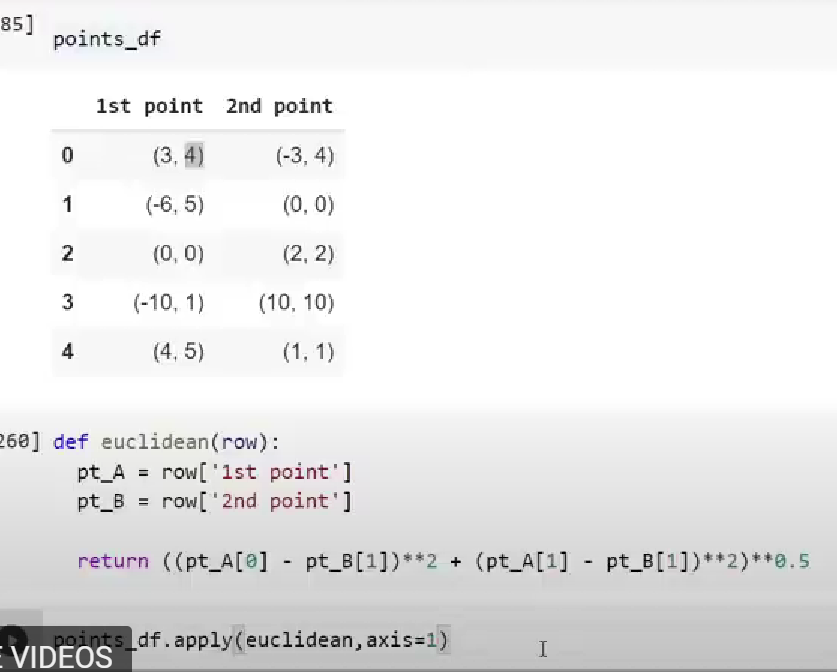 85]
points_df
1st point 2nd point
0 (3, 4) (-3, 4)
1 (-6, 5) (0, 0)
2 (0, 0) (2, 2)
3 (-10, 1) (10, 10)
4 (4, 5) (1, 1)
260] def euclidean(row):
pt_A = row['1st point']
pt_B = row['2nd point']
return ((pt_A[0] - pt_B[1])**2 + (pt_A[1] - pt_B[1])**2)**0.5
points_df.apply(euclidean,axis=1)
E VIDEOS